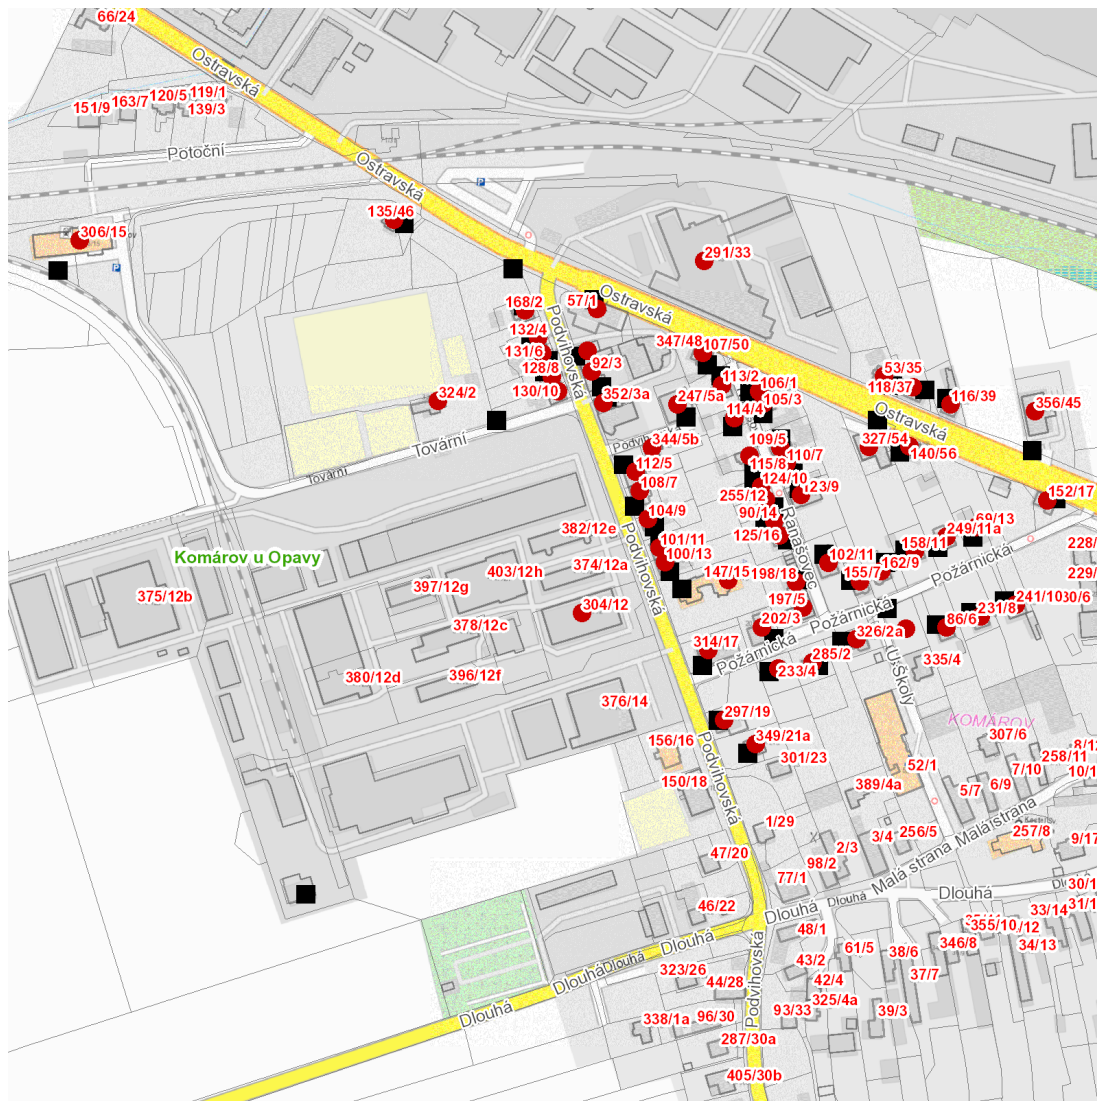 66/24
Ostravská
151/9
163/7
120/5
119/1
139/3
Potoční
Ostravská
P
135/46
306/15
P
291/33
168/2
57/1
Ostravská
132/4
131/6
347/48
107/50
128/8
92/3
113/2
106/1
53/35
130/10
352/3a
247/5a
105/3
118/37
116/39
324/2
114/4
356/45
Podvihovská
Ostravská
Tovární
109/5
344/5b
327/54
140/56
112/5
115/8
110/7
Tovární
108/7
124/10
123/9
255/12
152/17
104/9
90/14
69/13
382/12e
125/16
249/11a
Ranašovec
101/11
158/11
228/
Komárov u Opavy
100/13
102/11
374/12a
162/9
403/12h
147/15
198/18
155/7
229/
Podvihovská
Požárnická
397/12g
375/12b
197/5
241/10
30/6
304/12
231/8
202/3
86/6
378/12c
Požárnická
326/2a
314/17
Požárnická
285/2
335/4
396/12f
233/4
380/12d
U Školy
376/14
297/19
KOMÁROV
307/6
156/16
349/21a
301/23
258/11
8/12
52/1
7/10
10/1
Podvihovská
150/18
389/4a
5/7
6/9
1/29
3/4
256/5
257/8
Malá strana
9/17
47/20
2/3
98/2
Malá strana
77/1
Dlouhá
30/1
46/22
Dlouhá
Dlouhá
31/1
33/14
48/1
355/10
/12
Dlouhá
61/5
38/6
346/8
34/13
Dlouhá
43/2
Dlouhá
323/26
37/7
44/28
42/4
Podvihovská
325/4a
93/33
39/3
Dlouhá
338/1a
96/30
287/30a
405/30b